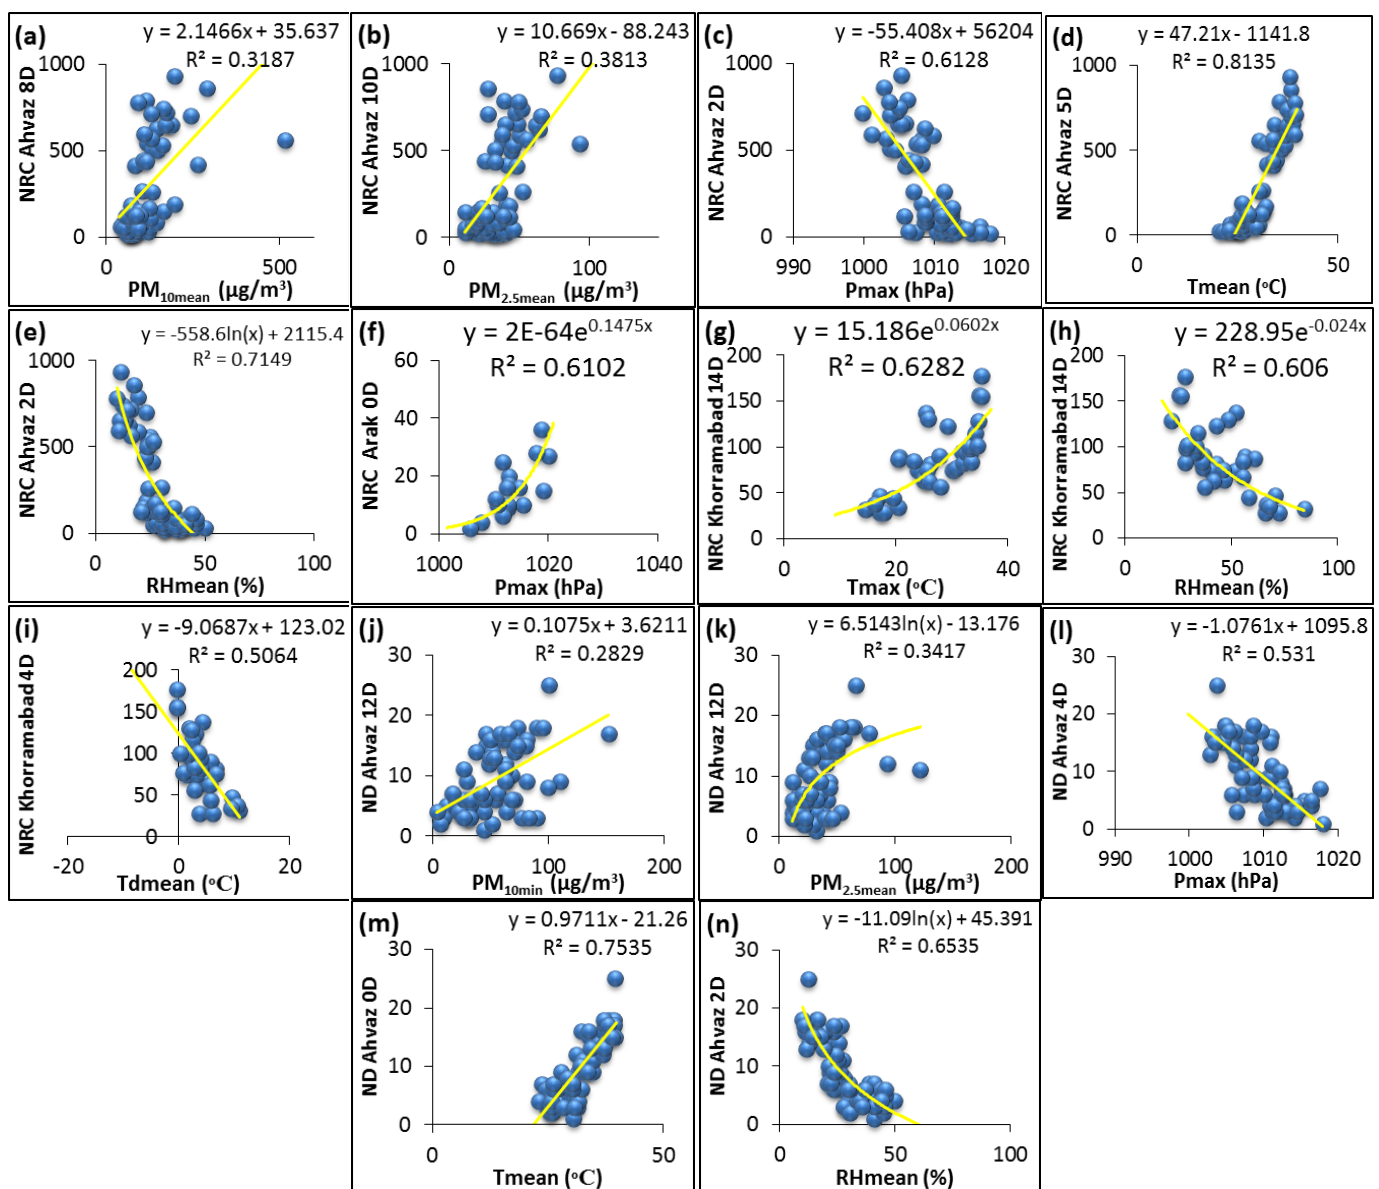 (a)
y = 2.1466x + 35.637
R² = 0.3187
NRC Ahvaz 8D
1000
500
0
0
500
PM10mean (µg/m³)
(b)
y = 10.669x - 88.243
R² = 0.3813
NRC Ahvaz 10D
1000
500
0
0
100
PM2.5mean (µg/m³)
(c)
y = -55.408x + 56204
R² = 0.6128
NRC Ahvaz 2D
1000
500
0
990
1000
1010
1020
Pmax (hPa)
(d)
y = 47.21x - 1141.8
R² = 0.8135
NRC Ahvaz 5D
1000
500
0
0
50
Tmean (°C)
(e)
y = -558.6ln(x) + 2115.4
R² = 0.7149
NRC Ahvaz 2D
1000
500
0
0
50
100
RHmean (%)
(f)
y = 2E-64e^0.1475x
R² = 0.6102
NRC Arak 0D
60
40
20
0
1000
1020
1040
Pmax (hPa)
(g)
y = 15.186e^0.0602x
R² = 0.6282
NRC Khorramabad 14D
200
150
100
50
0
0
20
40
Tmax (°C)
(h)
y = 228.95e^-0.024x
R² = 0.606
NRC Khorramabad 14D
200
150
100
50
0
0
50
100
RHmean (%)
(i)
y = -9.0687x + 123.02
R² = 0.5064
NRC Khorramabad 4D
200
150
100
50
0
-20
0
20
Tdmean (°C)
(j)
y = 0.1075x + 3.6211
R² = 0.2829
ND Ahvaz 12D
30
20
10
0
0
100
200
PM10min (µg/m³)
(k)
y = 6.5143ln(x) - 13.176
R² = 0.3417
ND Ahvaz 12D
30
20
10
0
0
100
200
PM2.5mean (µg/m³)
(l)
y = -1.0761x + 1095.8
R² = 0.531
ND Ahvaz 4D
30
20
10
0
990
1000
1010
1020
Pmax (hPa)
(m)
y = 0.9711x - 21.26
R² = 0.7535
ND Ahvaz 0D
30
20
10
0
0
50
Tmean (°C)
(n)
y = -11.09ln(x) + 45.391
R² = 0.6535
ND Ahvaz 2D
30
20
10
0
0
50
100
RHmean (%)